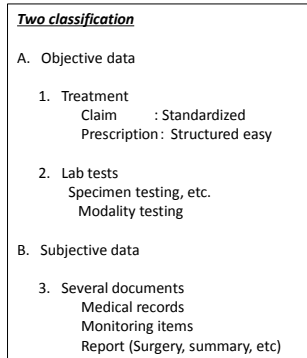 Two classification
A. Objective data
1. Treatment
Claim : Standardized
Prescription : Structured easy
2. Lab tests
Specimen testing, etc.
Modality testing
B. Subjective data
3. Several documents
Medical records
Monitoring items
Report (Surgery, summary, etc)